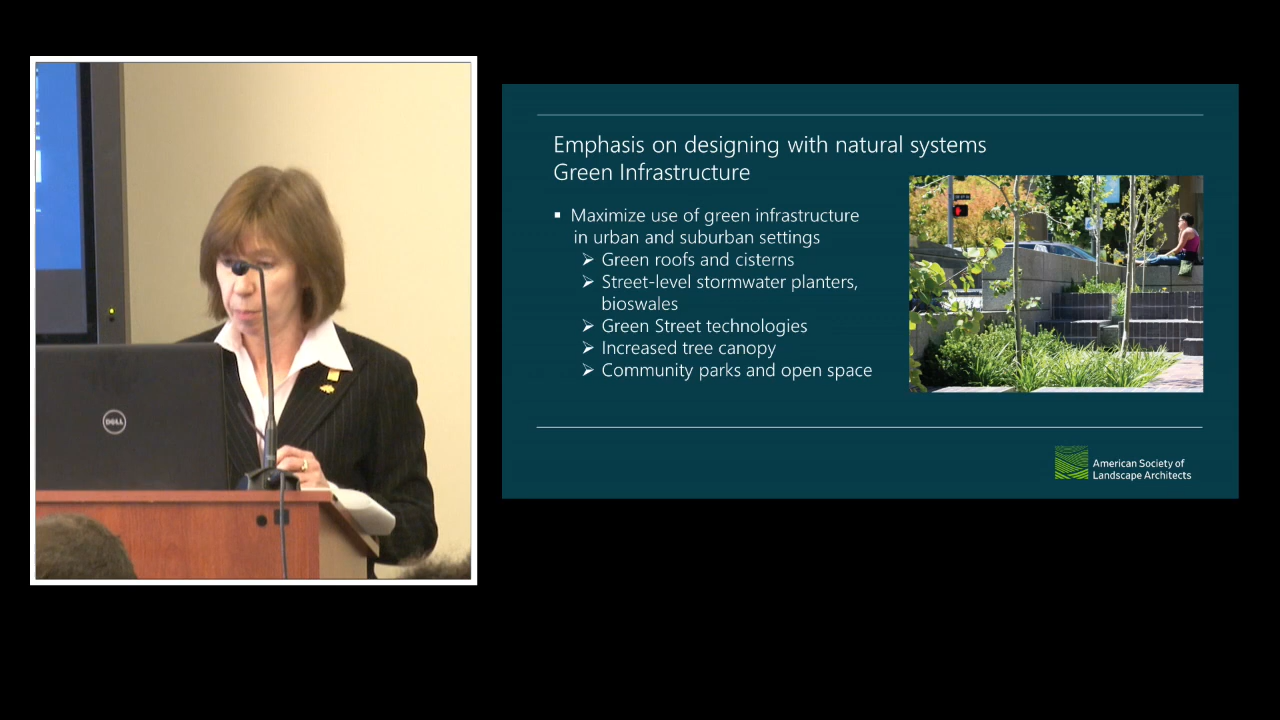 DELL
Emphasis on designing with natural systems
Green Infrastructure
▪ Maximize use of green infrastructure
in urban and suburban settings
➢ Green roofs and cisterns
➢ Street-level stormwater planters,
bioswales
➢ Green Street technologies
➢ Increased tree canopy
➢ Community parks and open space
American Society of
Landscape Architects